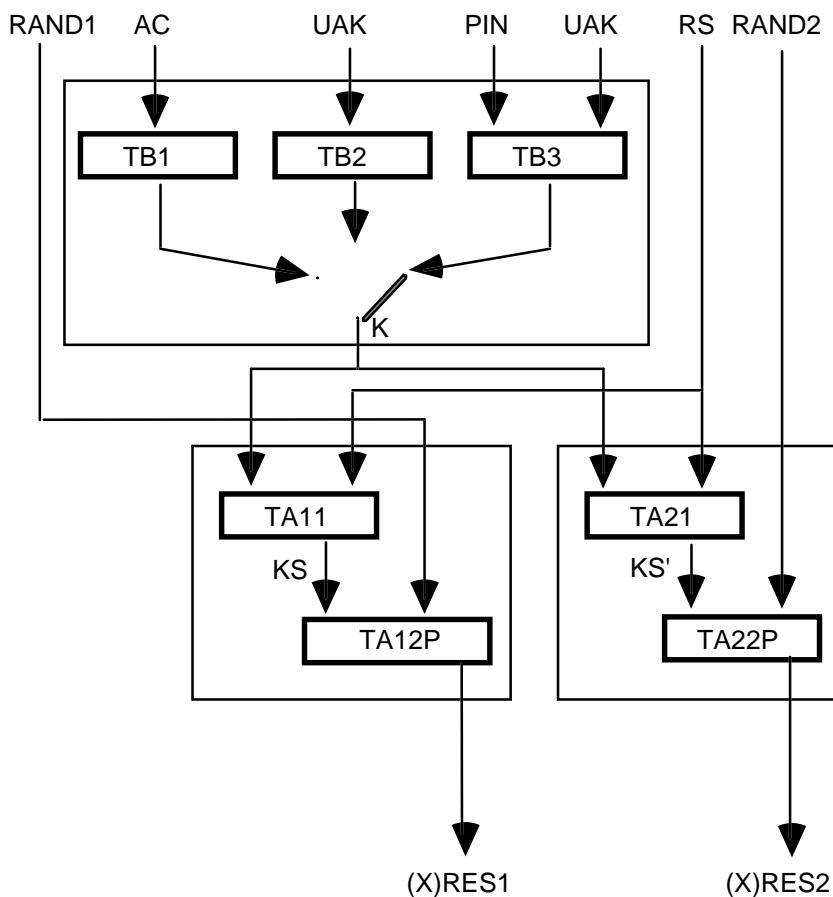 RAND1 AC UAK PIN UAK RS RAND2
TB1 TB2 TB3
K
TA11 TA21
KS KS'
TA12P TA22P
(X)RES1 (X)RES2